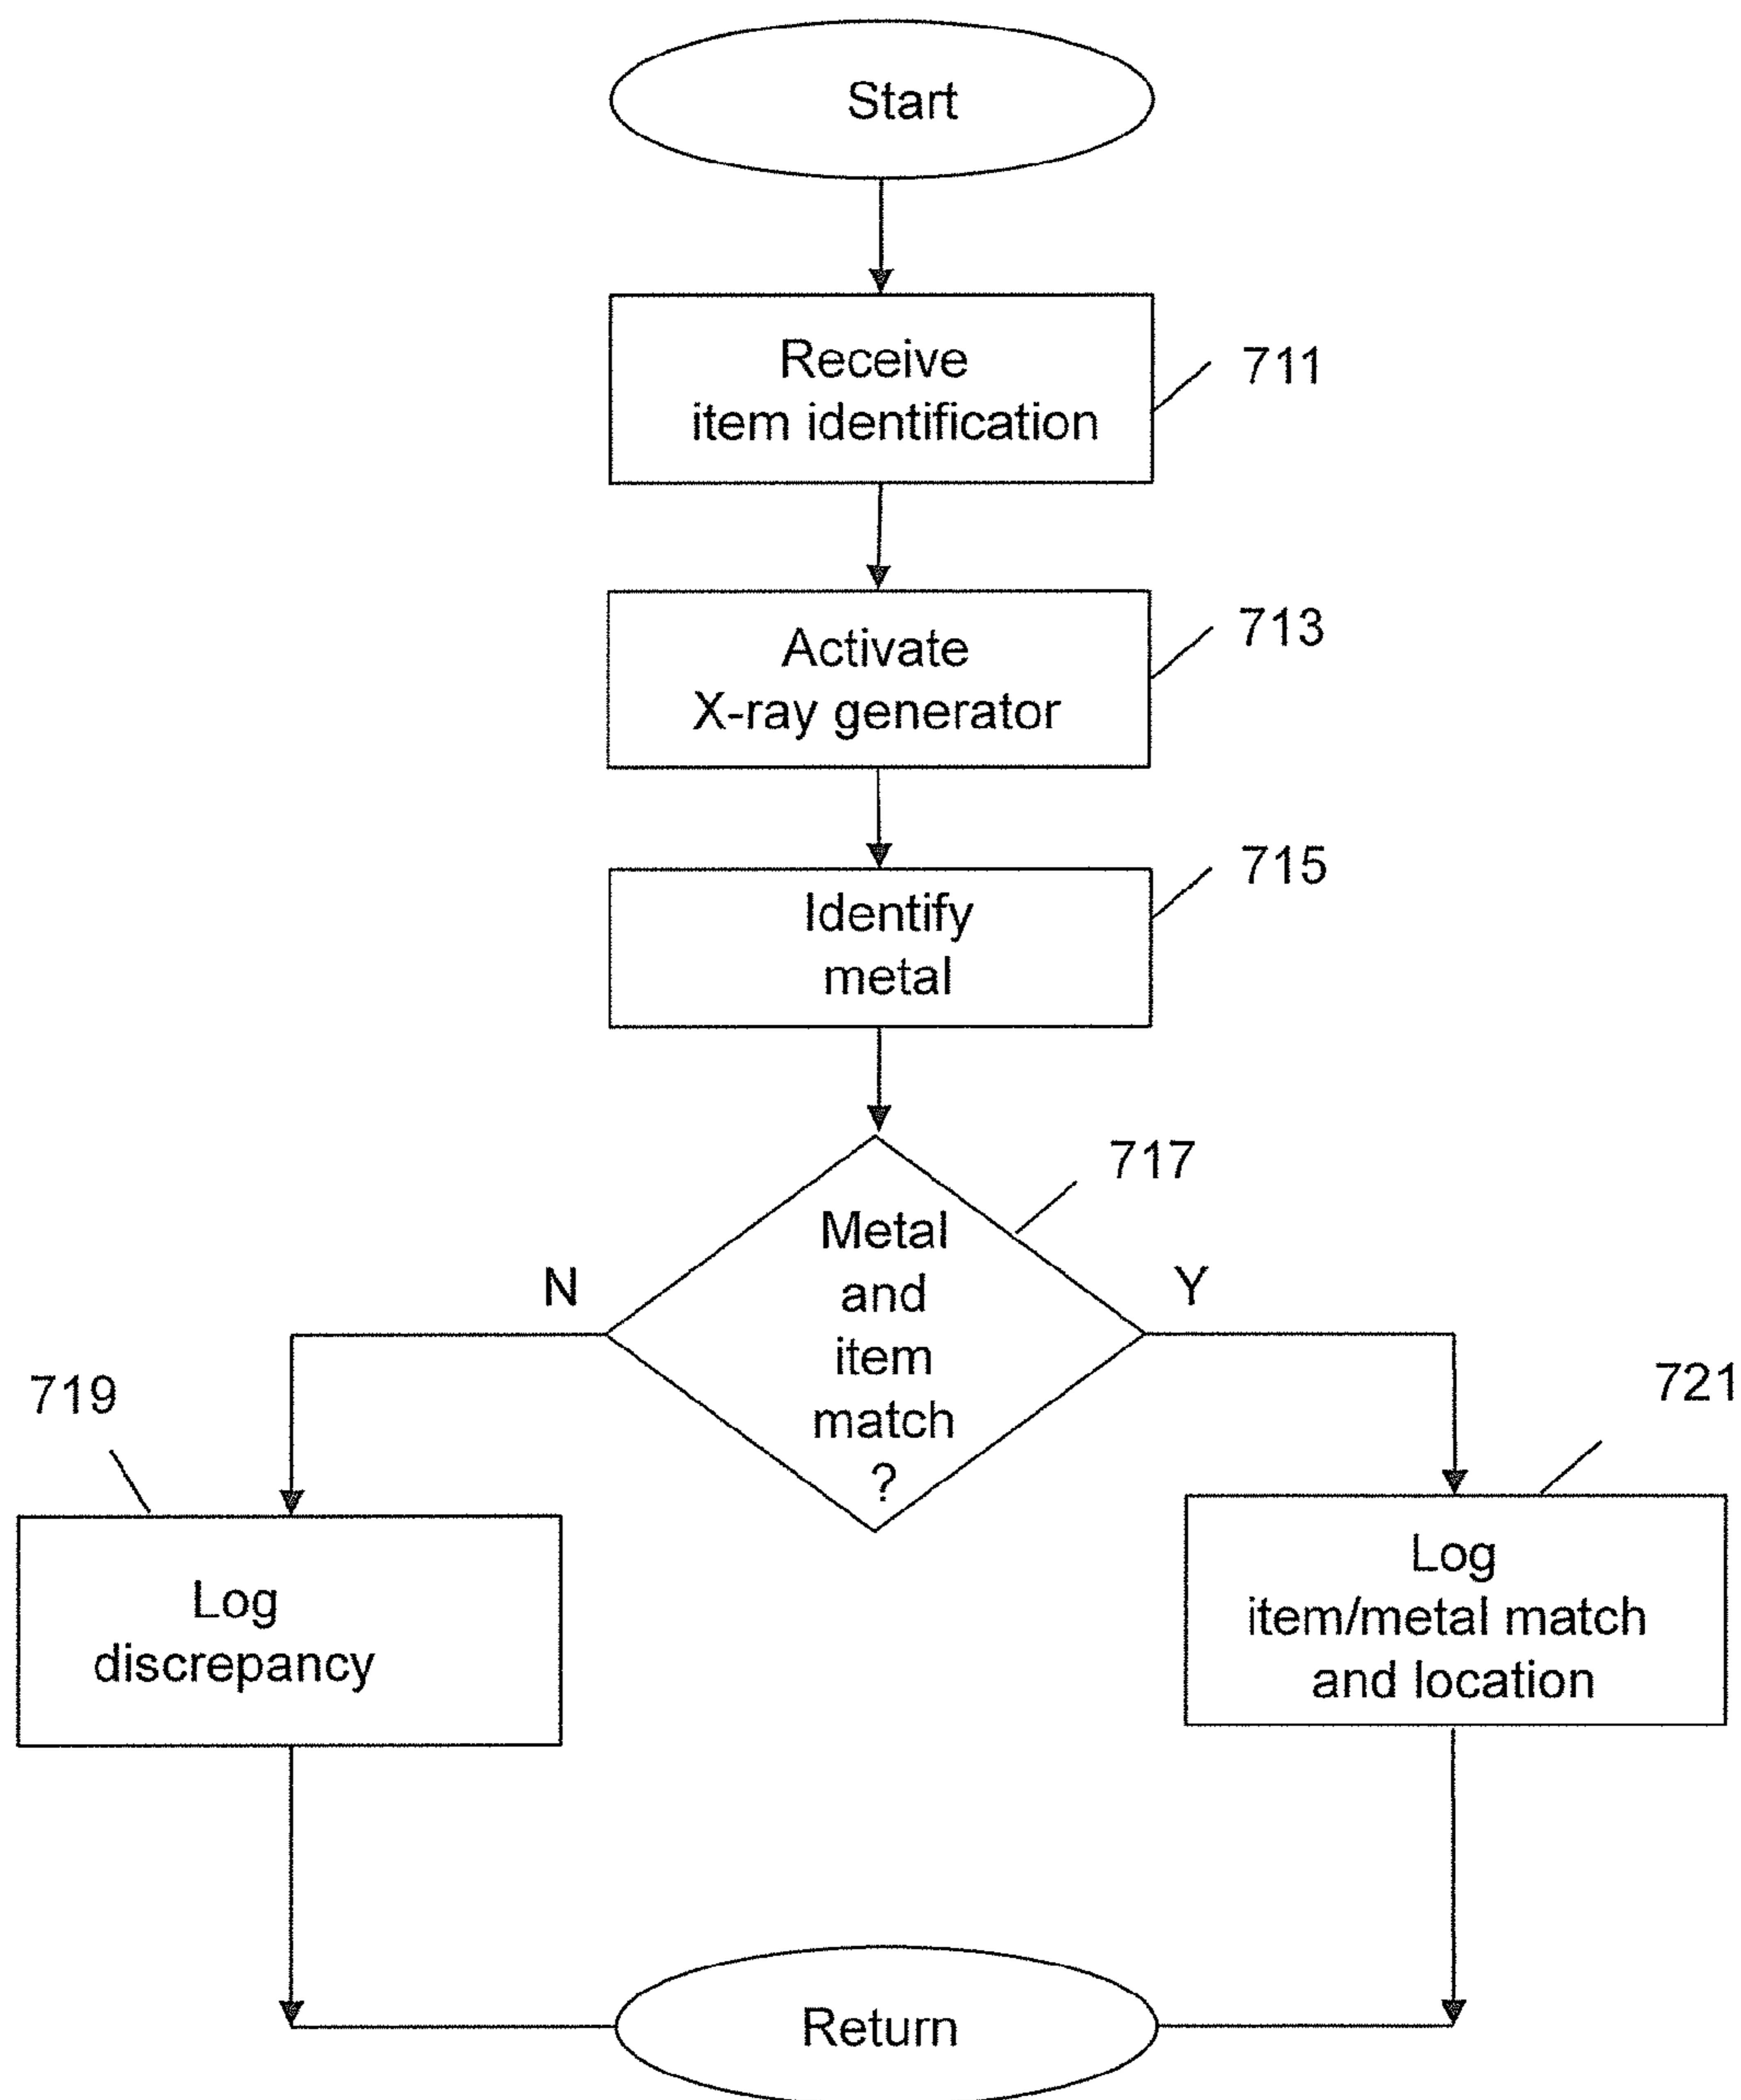 Start
Receive
item identification
711
Activate
X-ray generator
713
Identify
metal
715
Metal
and
item
match
?
717
N
Y
719
Log
discrepancy
721
Log
item/metal match
and location
Return